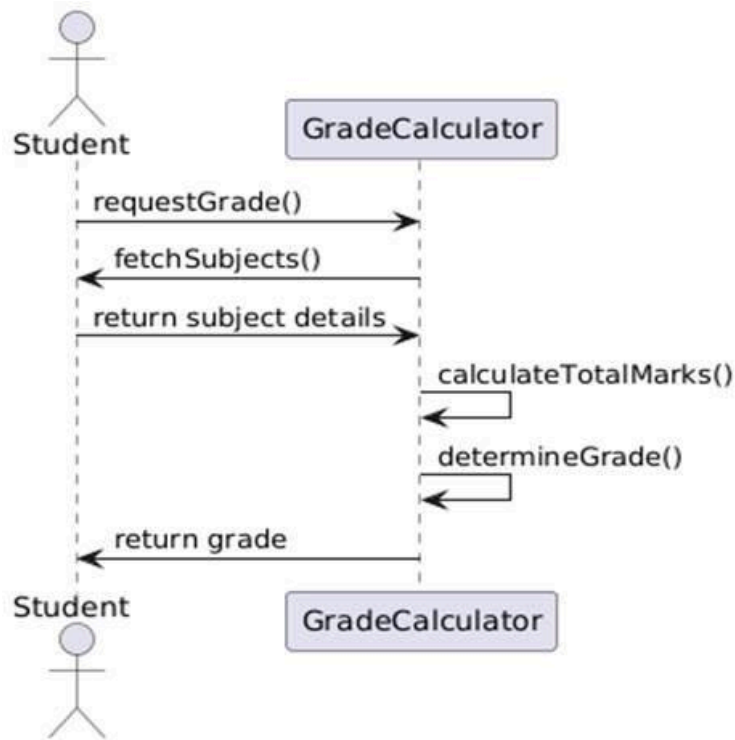 Student
GradeCalculator
requestGrade()
fetchSubjects()
return subject details
calculateTotalMarks()
determineGrade()
return grade
Student
GradeCalculator